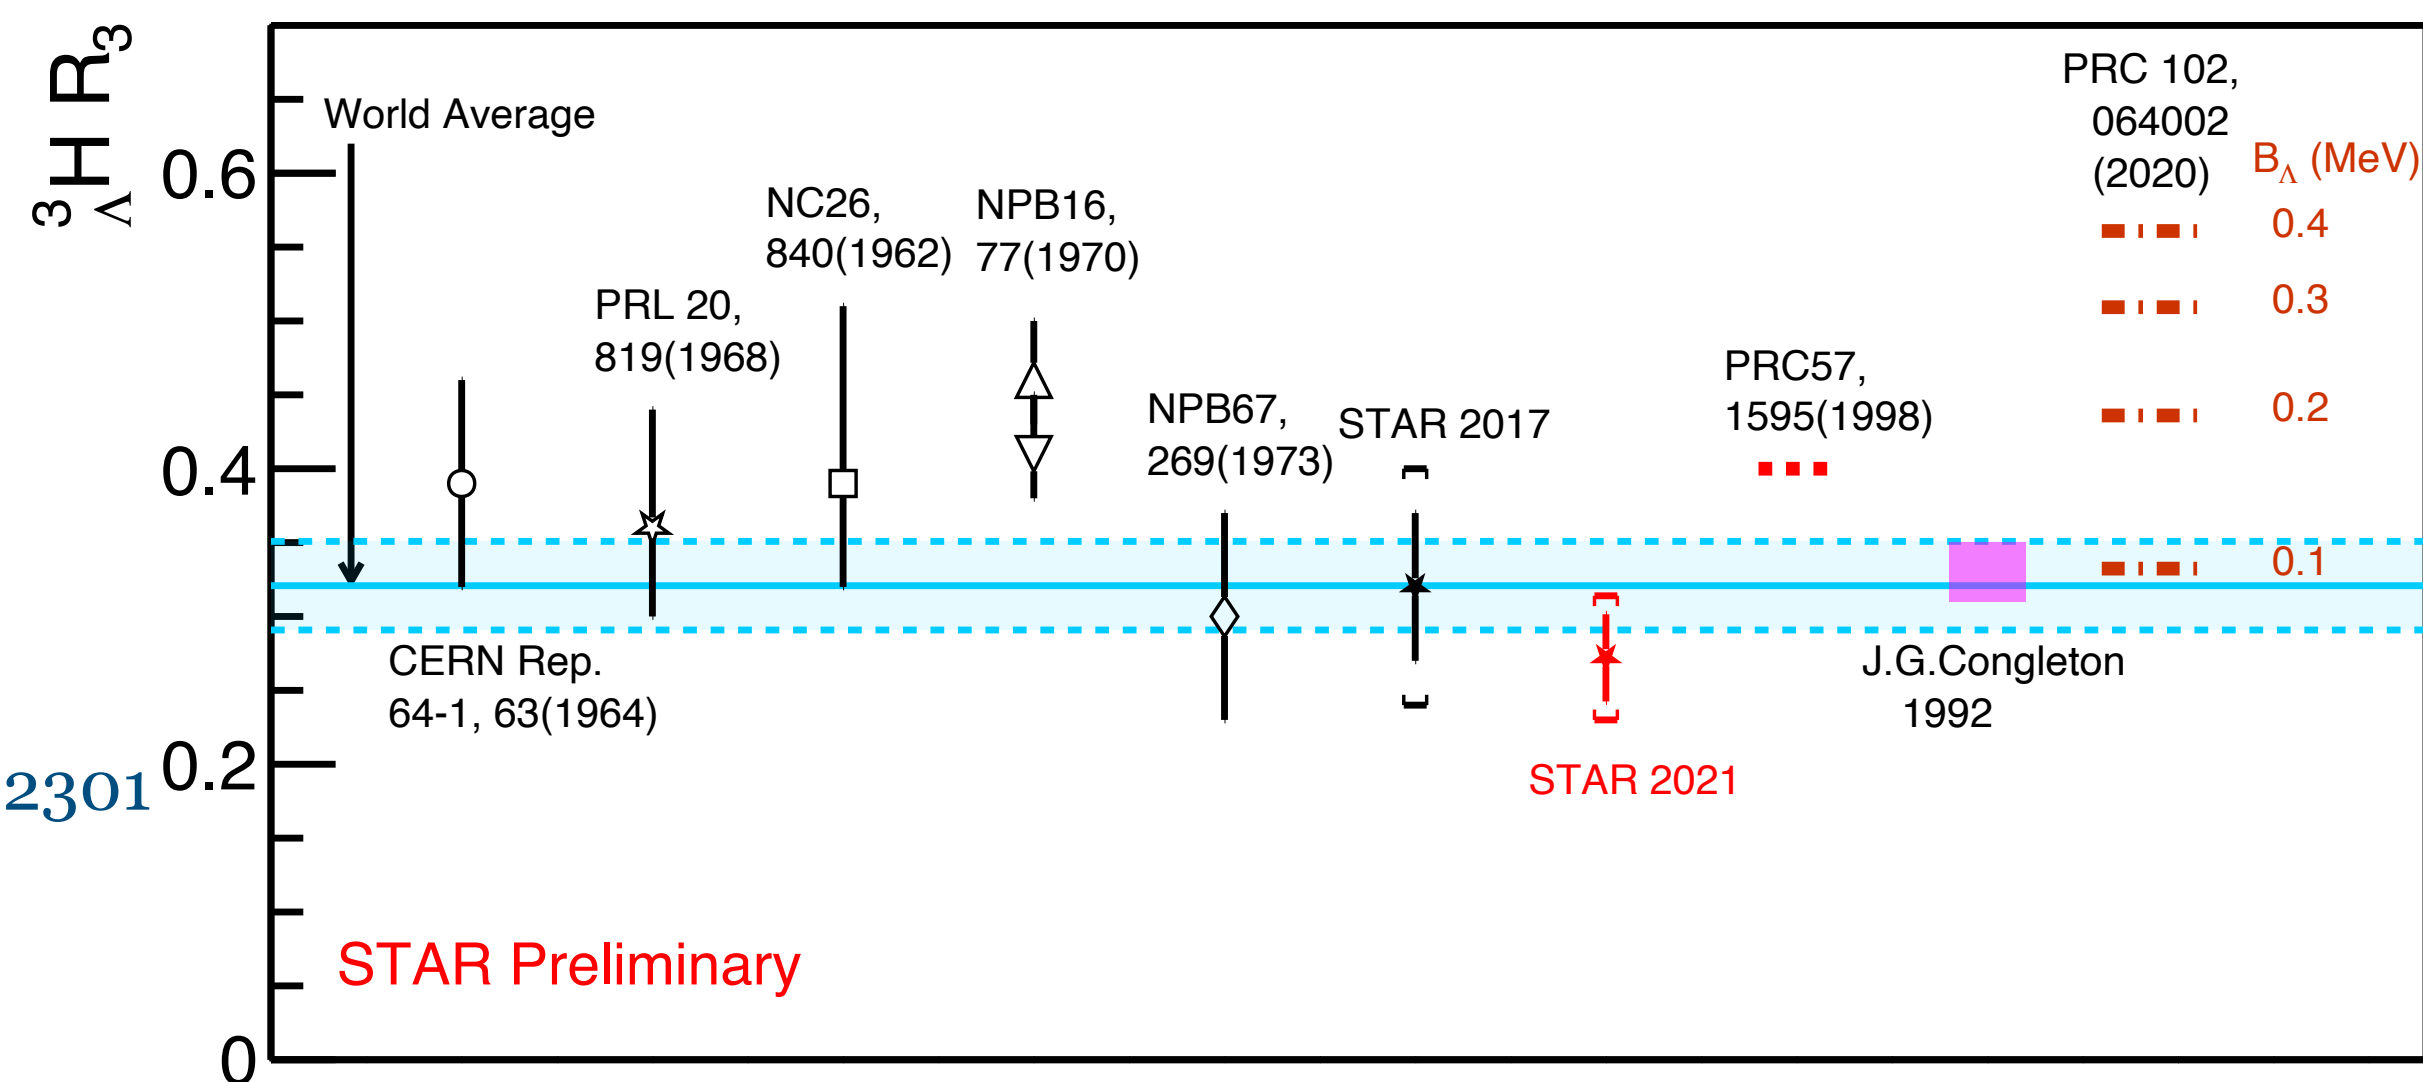 ³ΛH R₃
0.6
0.4
0.2
0
2301
World Average
CERN Rep.
64-1, 63(1964)
PRL 20,
819(1968)
NC26,
840(1962)
NPB16,
77(1970)
NPB67,
269(1973)
STAR 2017
STAR 2021
PRC57,
1595(1998)
J.G.Congleton
1992
PRC 102,
064002
(2020)
BΛ (MeV)
0.4
0.3
0.2
0.1
STAR Preliminary